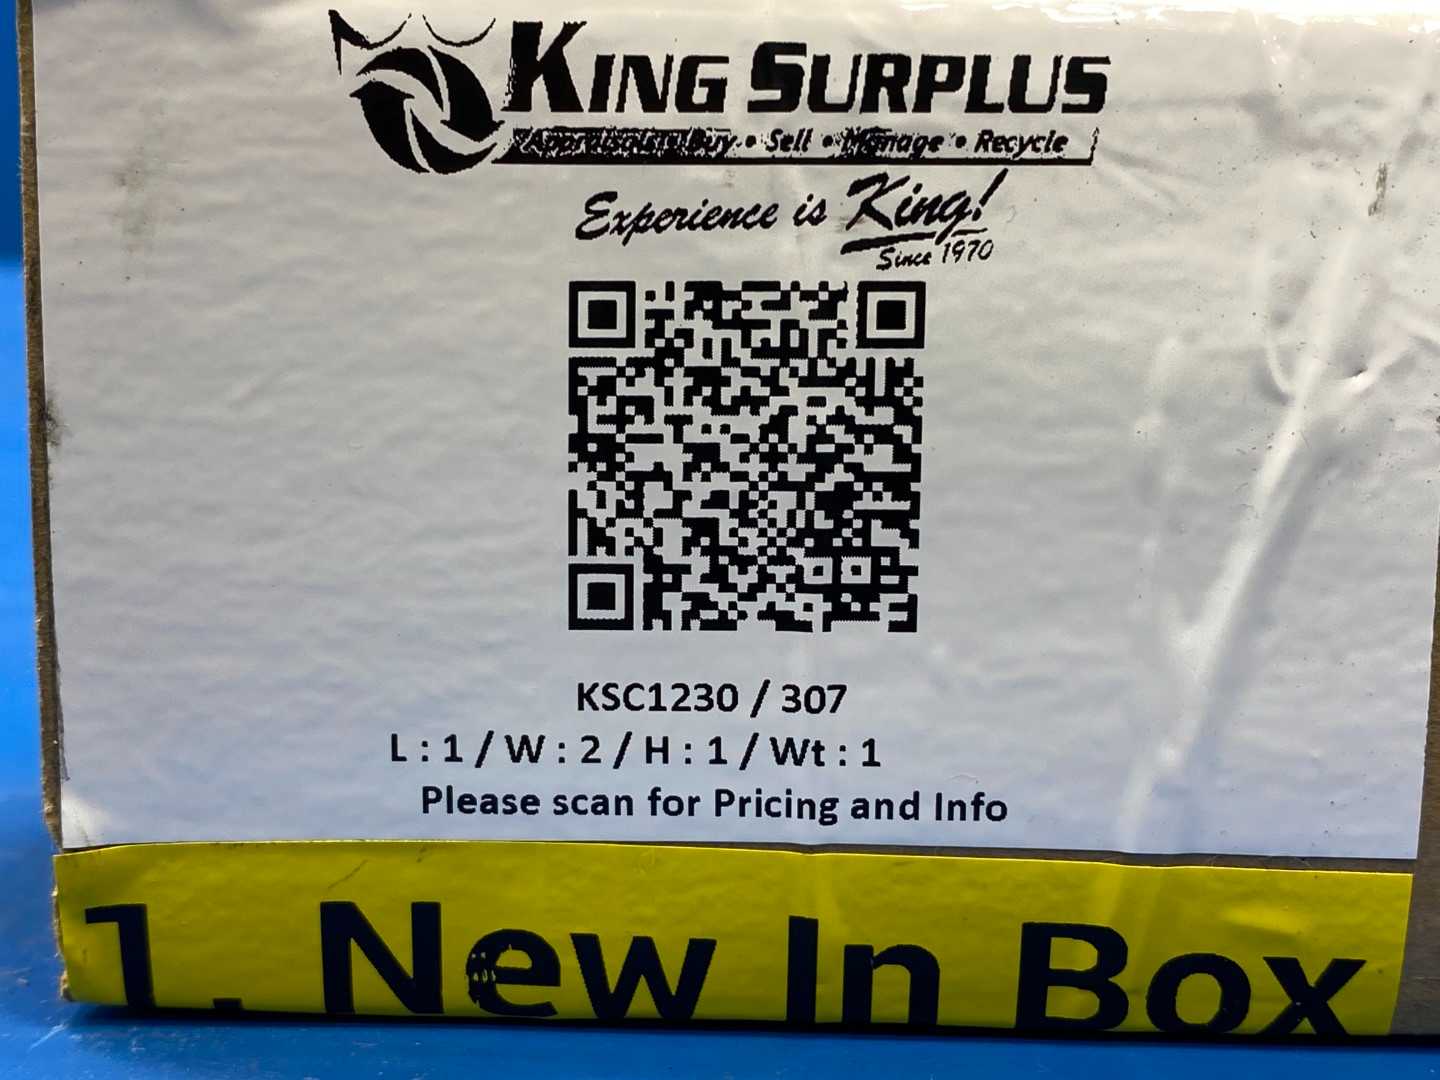 KING SURPLUS
Appraisals • Buy • Sell • Manage • Recycle
Experience is King!
Since 1970
KSC1230 / 307
L : 1 / W : 2 / H : 1 / Wt : 1
Please scan for Pricing and Info
1. New In Box